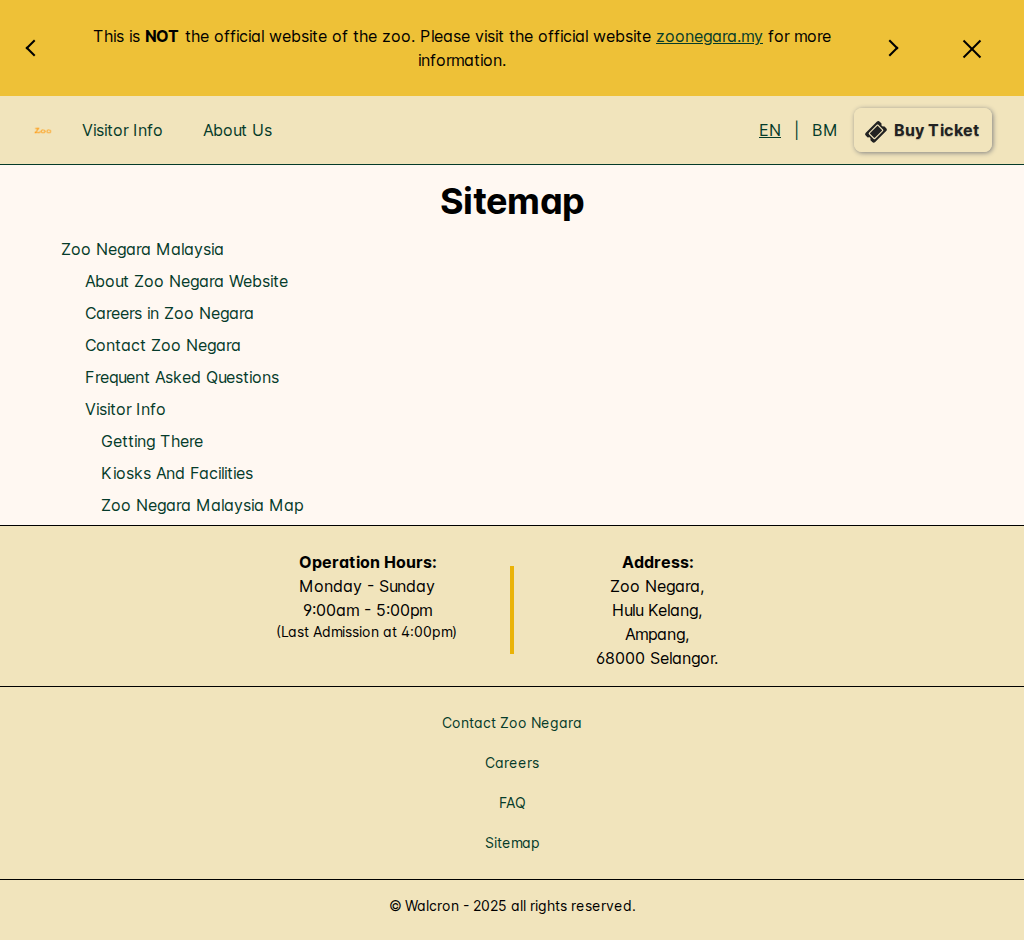 This is NOT the official website of the zoo. Please visit the official website zoonegara.my for more
information.
Zoo
Visitor Info
About Us
EN | BM
Buy Ticket
Sitemap
Zoo Negara Malaysia
About Zoo Negara Website
Careers in Zoo Negara
Contact Zoo Negara
Frequent Asked Questions
Visitor Info
Getting There
Kiosks And Facilities
Zoo Negara Malaysia Map
Operation Hours:
Monday - Sunday
9:00am - 5:00pm
(Last Admission at 4:00pm)
Address:
Zoo Negara,
Hulu Kelang,
Ampang,
68000 Selangor.
Contact Zoo Negara
Careers
FAQ
Sitemap
© Walcron - 2025 all rights reserved.